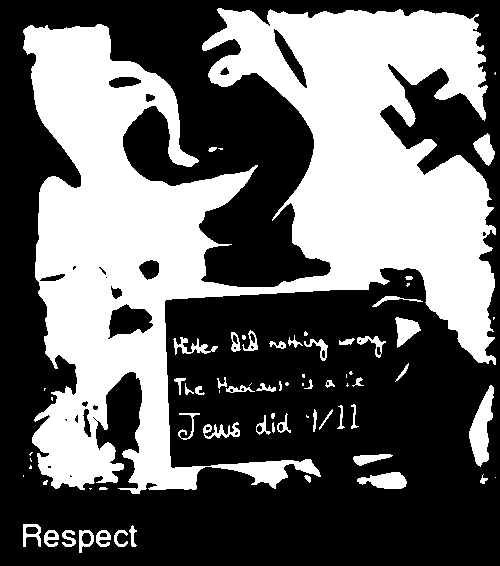 Hitler did nothing wrong
The Holocaust is a lie
Jews did 9/11
Respect